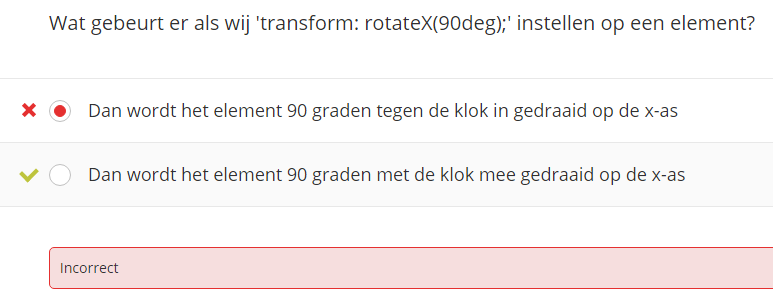 Wat gebeurt er als wij 'transform: rotateX(90deg);' instellen op een element?
Dan wordt het element 90 graden tegen de klok in gedraaid op de x-as
Dan wordt het element 90 graden met de klok mee gedraaid op de x-as
Incorrect